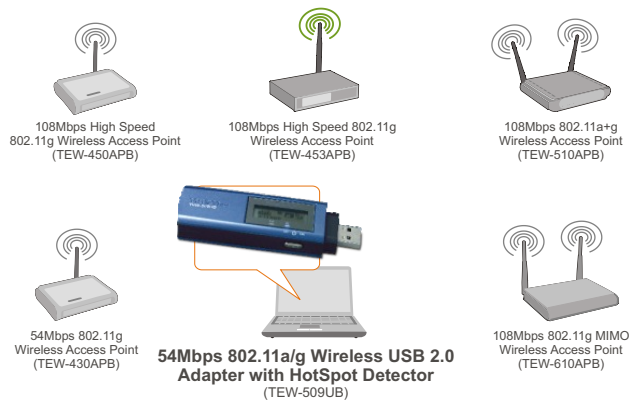 108Mbps High Speed
802.11g Wireless Access Point
(TEW-450APB)
108Mbps High Speed 802.11g
Wireless Access Point
(TEW-453APB)
108Mbps 802.11a+g
Wireless Access Point
(TEW-510APB)
54Mbps 802.11g
Wireless Access Point
(TEW-430APB)
54Mbps 802.11a/g Wireless USB 2.0
Adapter with HotSpot Detector
(TEW-509UB)
108Mbps 802.11g MIMO
Wireless Access Point
(TEW-610APB)